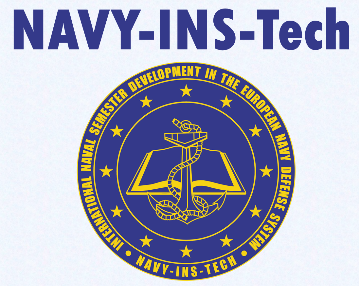 NAVY-INS-Tech
INTERNATIONAL NAVAL SEMESTER DEVELOPMENT IN THE EUROPEAN NAVY DEFENSE SYSTEM
NAVY-INS-TECH